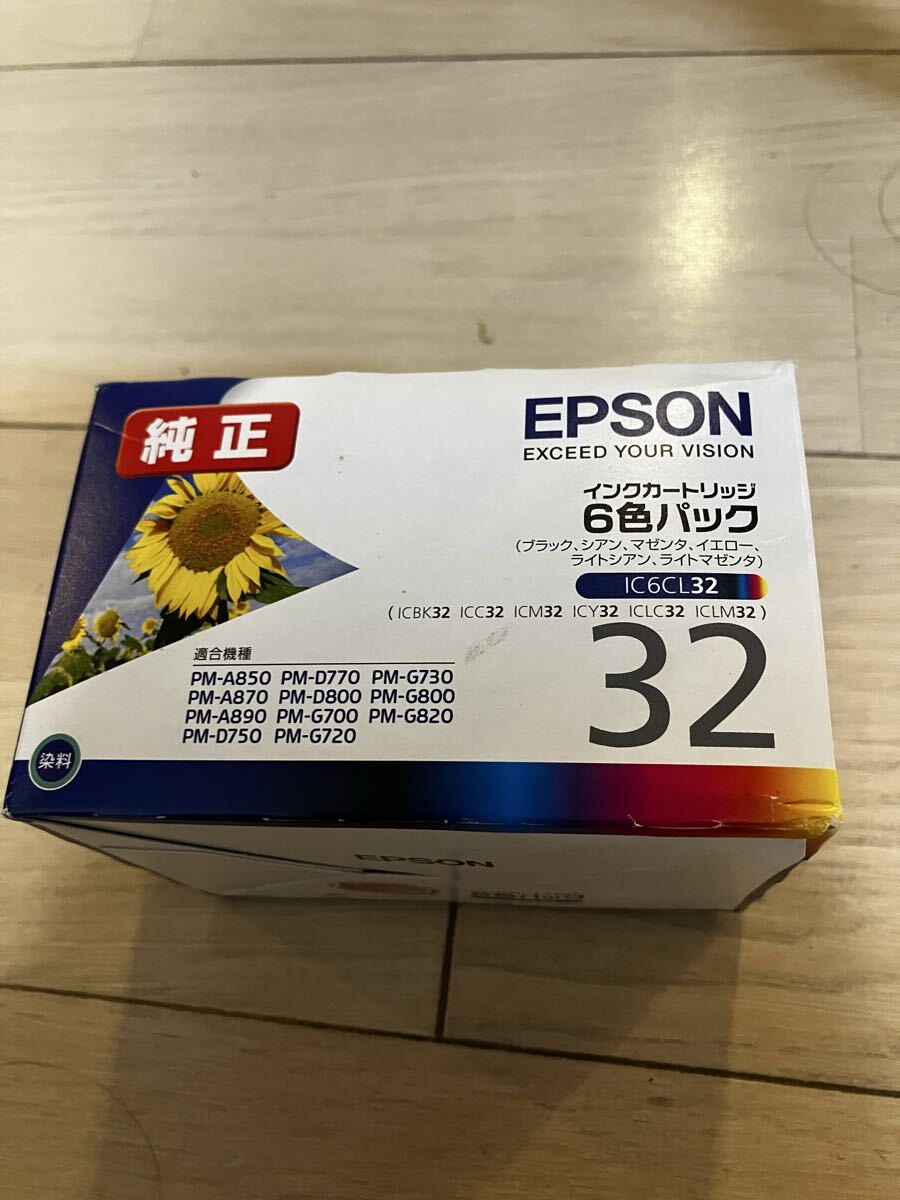 純正
EPSON
EXCEED YOUR VISION
インクカートリッジ
6色パック
(ブラック、シアン、マゼンタ、イエロー、
ライトシアン、ライトマゼンタ)
IC6CL32
(ICBK32 ICC32 ICM32 ICY32 ICLC32 ICLM32)
32
適合機種
PM-A850 PM-D770 PM-G730
PM-A870 PM-D800 PM-G800
PM-A890 PM-G700 PM-G820
PM-D750 PM-G720
染料
EPSON